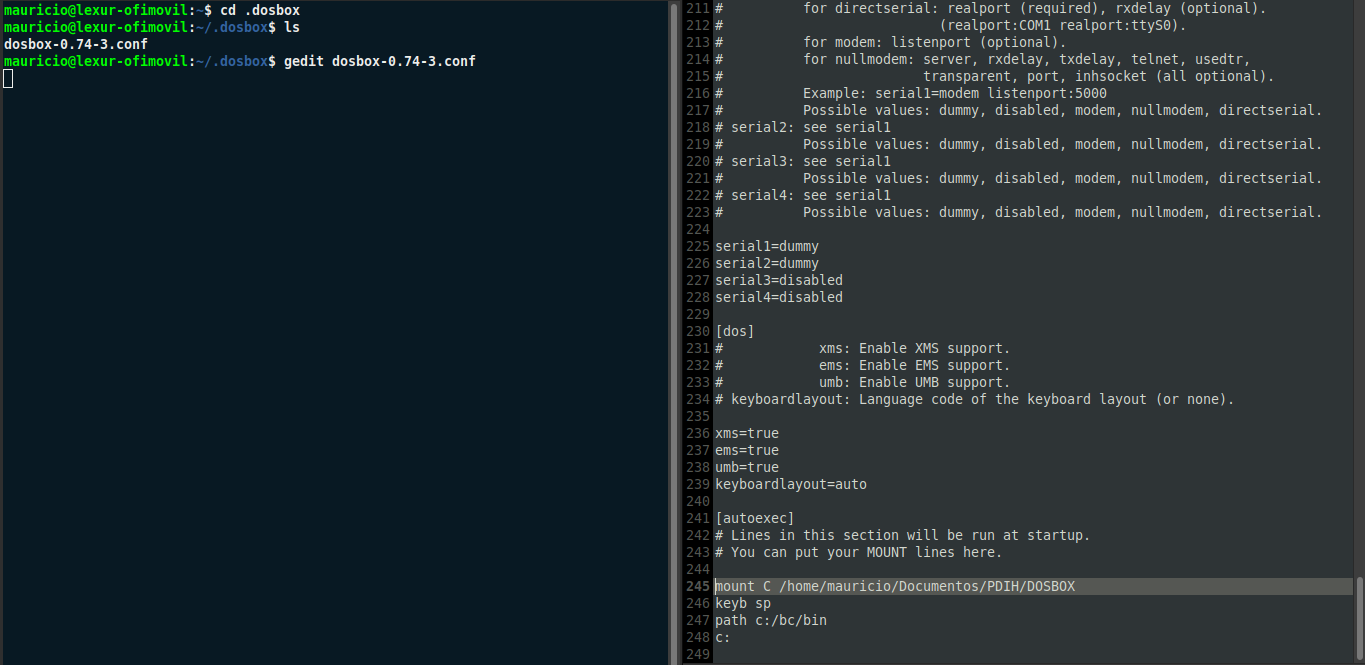 mauricio@lexur-ofimovil:~$ cd .dosbox
mauricio@lexur-ofimovil:~/.dosbox$ ls
dosbox-0.74-3.conf
mauricio@lexur-ofimovil:~/.dosbox$ gedit dosbox-0.74-3.conf
211 #          for directserial: realport (required), rxdelay (optional).
212 #                           (realport:COM1 realport:ttyS0).
213 #          for modem: listenport (optional).
214 #          for nullmodem: server, rxdelay, txdelay, telnet, usedtr,
215 #                         transparent, port, inhsocket (all optional).
216 #          Example: serial1=modem listenport:5000
217 #          Possible values: dummy, disabled, modem, nullmodem, directserial.
218 # serial2: see serial1
219 #          Possible values: dummy, disabled, modem, nullmodem, directserial.
220 # serial3: see serial1
221 #          Possible values: dummy, disabled, modem, nullmodem, directserial.
222 # serial4: see serial1
223 #          Possible values: dummy, disabled, modem, nullmodem, directserial.
224
225 serial1=dummy
226 serial2=dummy
227 serial3=disabled
228 serial4=disabled
229
230 [dos]
231 #            xms: Enable XMS support.
232 #            ems: Enable EMS support.
233 #            umb: Enable UMB support.
234 # keyboardlayout: Language code of the keyboard layout (or none).
235
236 xms=true
237 ems=true
238 umb=true
239 keyboardlayout=auto
240
241 [autoexec]
242 # Lines in this section will be run at startup.
243 # You can put your MOUNT lines here.
244
245 mount C /home/mauricio/Documentos/PDIH/DOSBOX
246 keyb sp
247 path c:/bc/bin
248 c:
249